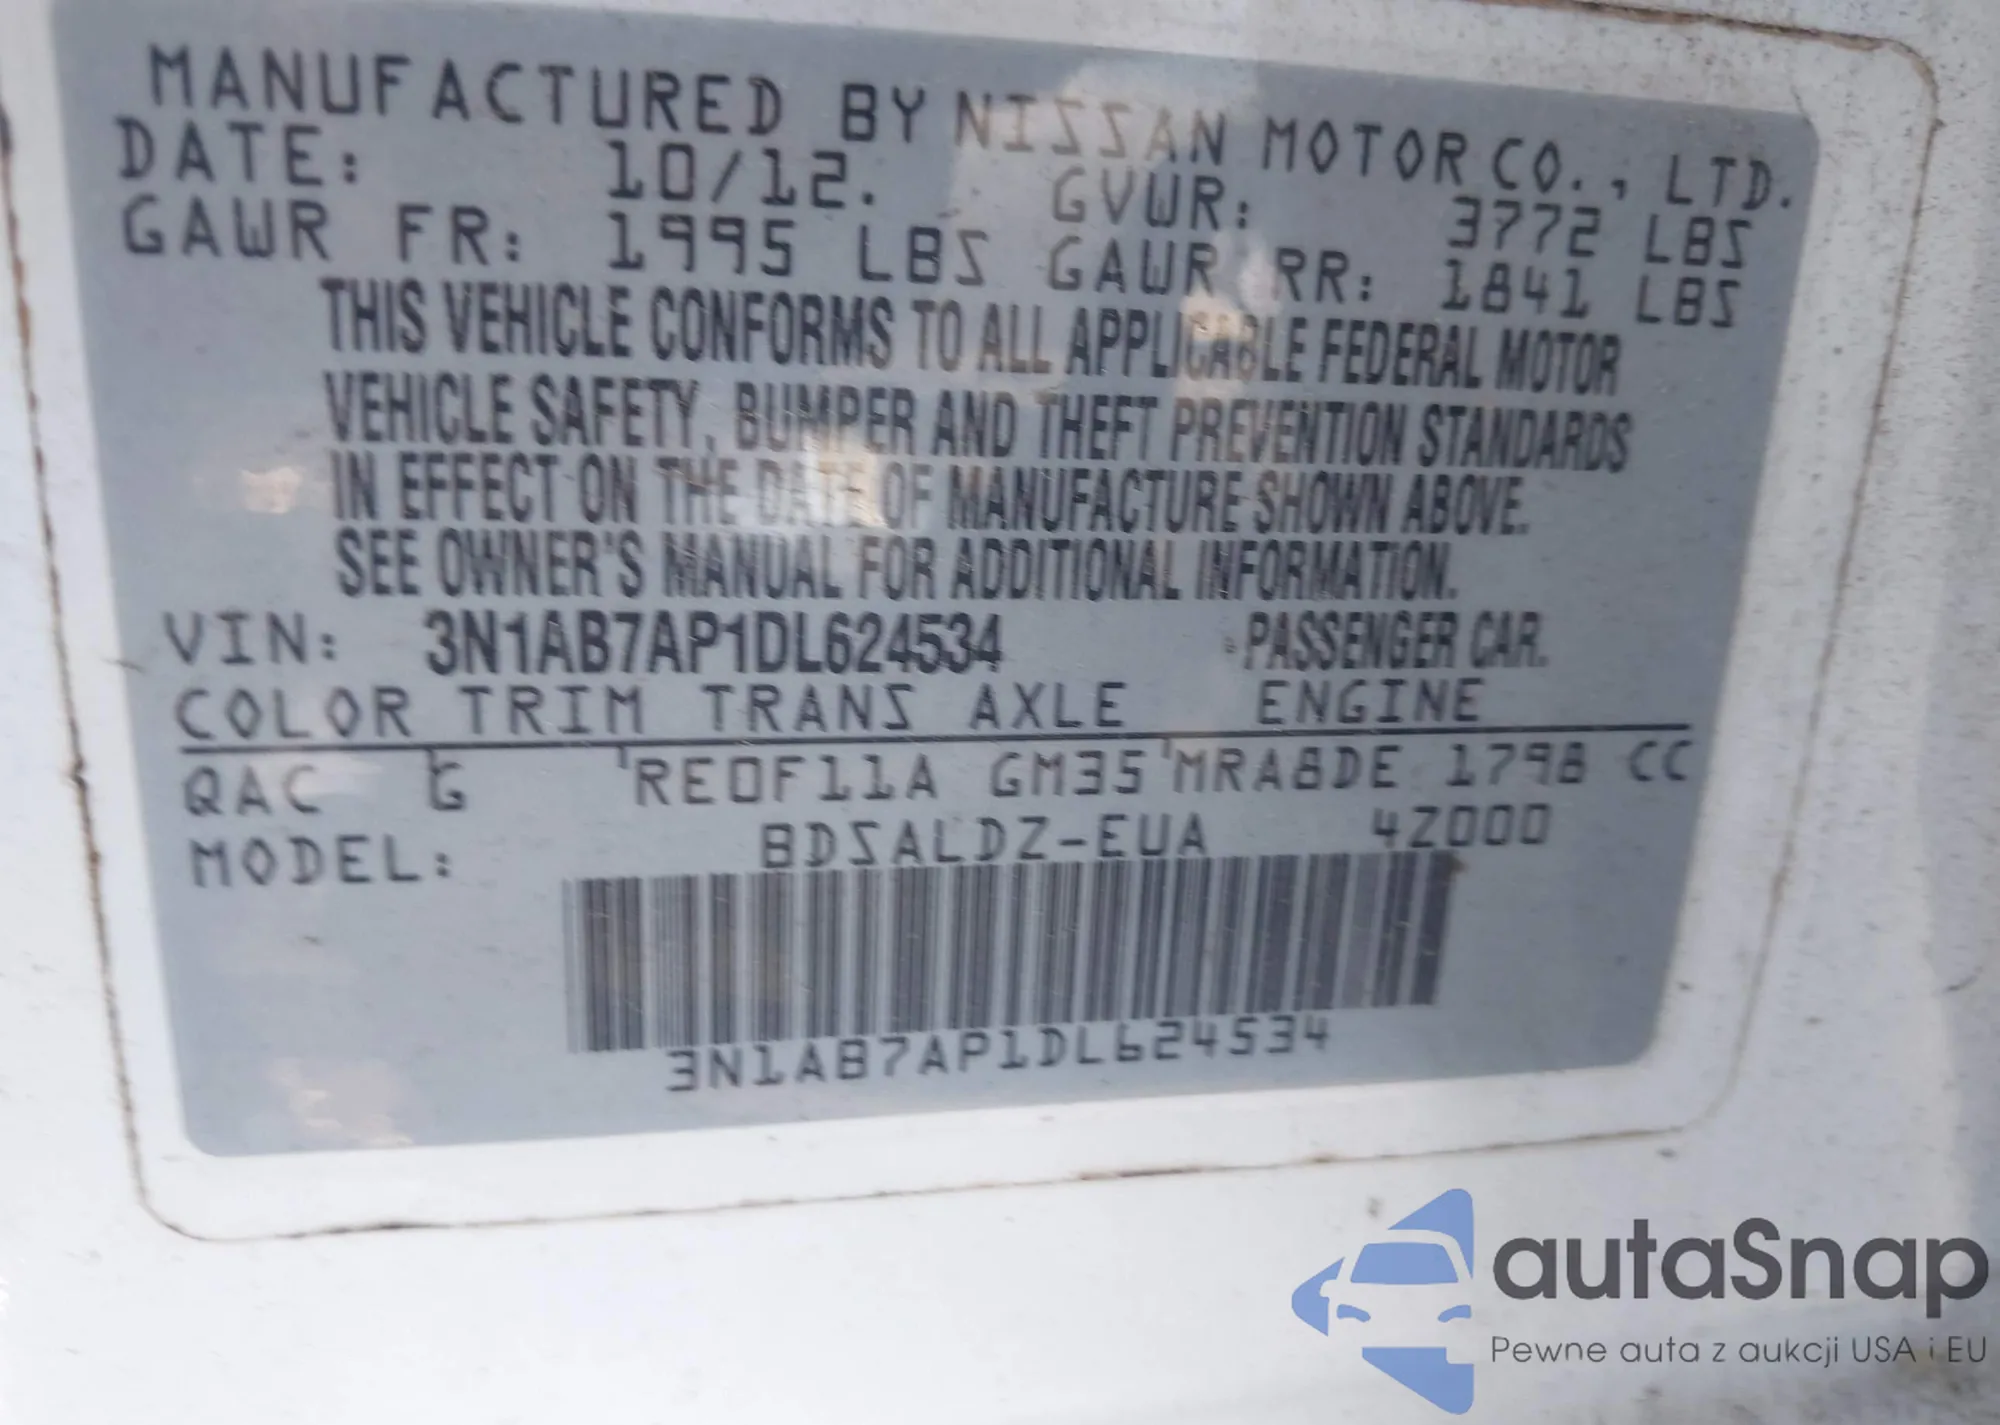 MANUFACTURED BY NISSAN MOTOR CO., LTD.
DATE: 10/12. GVWR: 3772 LBS
GAWR FR: 1995 LBS GAWR RR: 1841 LBS
THIS VEHICLE CONFORMS TO ALL APPLICABLE FEDERAL MOTOR
VEHICLE SAFETY, BUMPER AND THEFT PREVENTION STANDARDS
IN EFFECT ON THE DATE OF MANUFACTURE SHOWN ABOVE.
SEE OWNER'S MANUAL FOR ADDITIONAL INFORMATION.
VIN: 3N1AB7AP1DL624534 PASSENGER CAR.
COLOR TRIM TRANS AXLE ENGINE
QAC G RE0F11A GM35 MRA8DE 1798 CC
MODEL: BDSALDZ-EUA 4Z000
3N1AB7AP1DL624534
autaSnap
Pewne auta z aukcji USA i EU